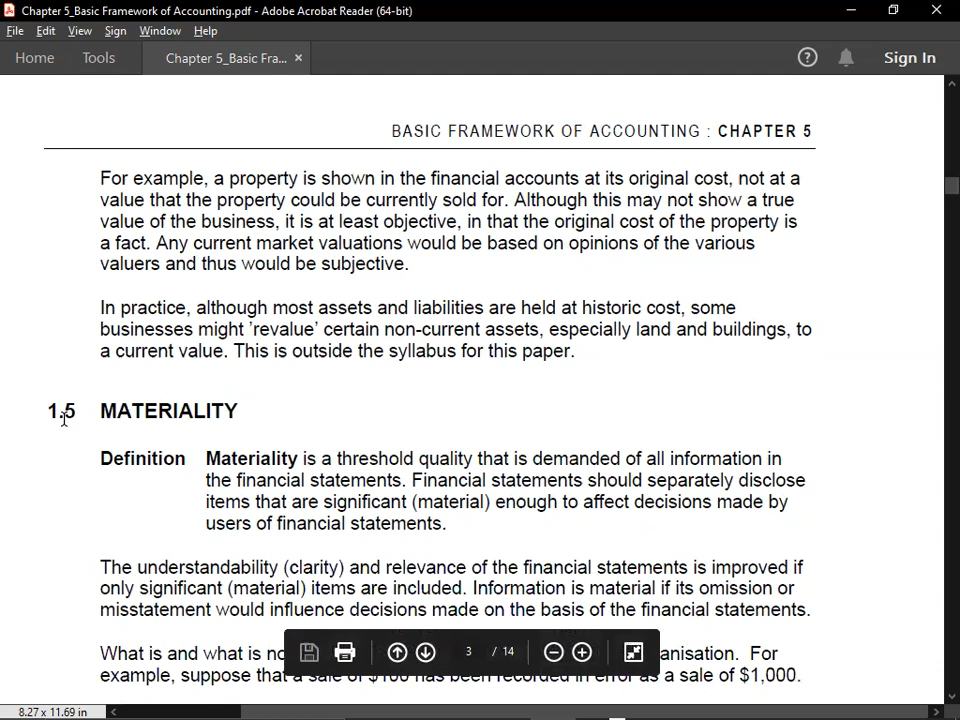 Chapter 5_Basic Framework of Accounting.pdf - Adobe Acrobat Reader (64-bit)
File Edit View Sign Window Help
Home Tools Chapter 5_Basic Fra... × ? Sign In
BASIC FRAMEWORK OF ACCOUNTING : CHAPTER 5
For example, a property is shown in the financial accounts at its original cost, not at a
value that the property could be currently sold for. Although this may not show a true
value of the business, it is at least objective, in that the original cost of the property is
a fact. Any current market valuations would be based on opinions of the various
valuers and thus would be subjective.
In practice, although most assets and liabilities are held at historic cost, some
businesses might 'revalue' certain non-current assets, especially land and buildings, to
a current value. This is outside the syllabus for this paper.
1.5 MATERIALITY
Definition Materiality is a threshold quality that is demanded of all information in
the financial statements. Financial statements should separately disclose
items that are significant (material) enough to affect decisions made by
users of financial statements.
The understandability (clarity) and relevance of the financial statements is improved if
only significant (material) items are included. Information is material if its omission or
misstatement would influence decisions made on the basis of the financial statements.
What is and what is no anisation. For
3 / 14
example, suppose that a sale of $100 has been recorded in error as a sale of $1,000.
8.27 x 11.69 in